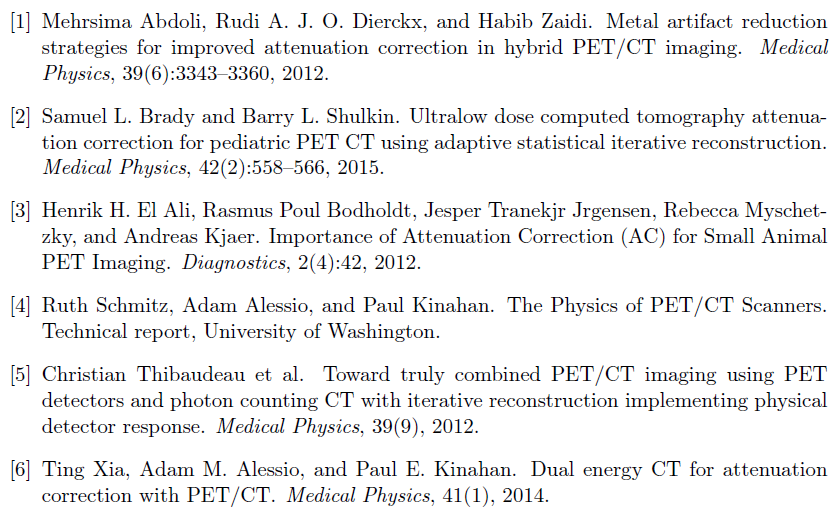 [1] Mehrsima Abdoli, Rudi A. J. O. Dierckx, and Habib Zaidi. Metal artifact reduction
strategies for improved attenuation correction in hybrid PET/CT imaging. Medical
Physics, 39(6):3343–3360, 2012.
[2] Samuel L. Brady and Barry L. Shulkin. Ultralow dose computed tomography attenua-
tion correction for pediatric PET CT using adaptive statistical iterative reconstruction.
Medical Physics, 42(2):558–566, 2015.
[3] Henrik H. El Ali, Rasmus Poul Bodholdt, Jesper Tranekjr Jrgensen, Rebecca Myschet-
zky, and Andreas Kjaer. Importance of Attenuation Correction (AC) for Small Animal
PET Imaging. Diagnostics, 2(4):42, 2012.
[4] Ruth Schmitz, Adam Alessio, and Paul Kinahan. The Physics of PET/CT Scanners.
Technical report, University of Washington.
[5] Christian Thibaudeau et al. Toward truly combined PET/CT imaging using PET
detectors and photon counting CT with iterative reconstruction implementing physical
detector response. Medical Physics, 39(9), 2012.
[6] Ting Xia, Adam M. Alessio, and Paul E. Kinahan. Dual energy CT for attenuation
correction with PET/CT. Medical Physics, 41(1), 2014.